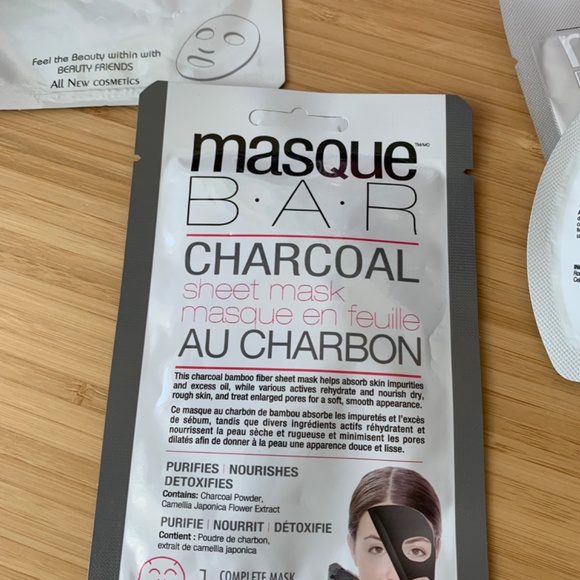 Feel the Beauty within with
BEAUTY FRIENDS
All New cosmetics
masque
B·A·R
CHARCOAL
sheet mask
masque en feuille
AU CHARBON
This charcoal bamboo fiber sheet mask helps absorb skin impurities
and excess oil, while various actives rehydrate and nourish dry,
rough skin, and treat enlarged pores for a soft, smooth appearance.
Ce masque au charbon de bambou absorbe les impuretés et l'excès
de sébum, tandis que divers ingrédients actifs réhydratent et
nourrissent la peau sèche et rugueuse et minimisent les pores
dilatés afin de donner à la peau une apparence douce et lisse.
PURIFIES | NOURISHES
DETOXIFIES
Contains: Charcoal Powder,
Camellia Japonica Flower Extract
PURIFIE | NOURRIT | DÉTOXIFIE
Contient : Poudre de charbon,
extrait de camellia japonica
1 COMPLETE MASK